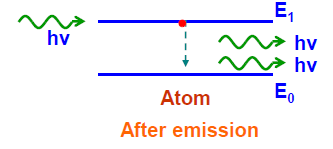 E₁
hν
hν
hν
E₀
Atom
After emission